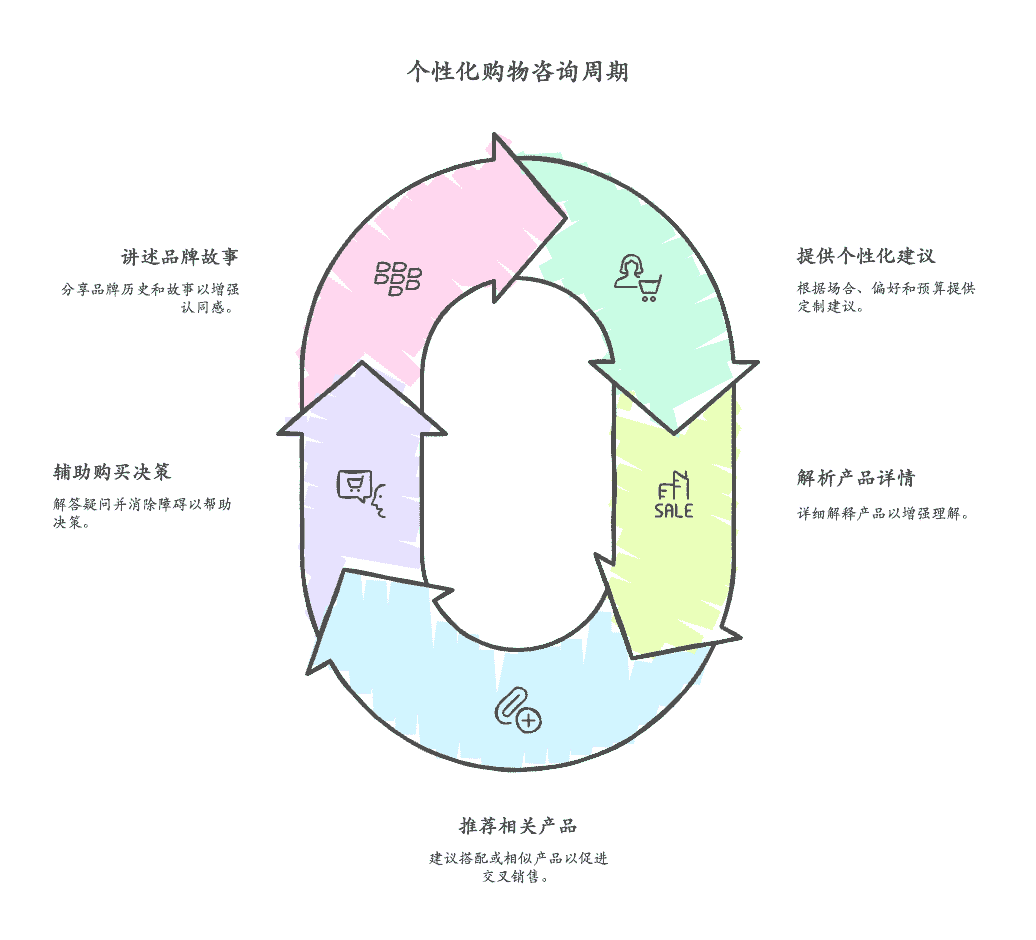 个性化购物咨询周期
讲述品牌故事
分享品牌历史和故事以增强
认同感。
提供个性化建议
根据场合、偏好和预算提供
定制建议。
辅助购买决策
解答疑问并消除障碍以帮助
决策。
解析产品详情
详细解释产品以增强理解。
SALE
推荐相关产品
建议搭配或相似产品以促进
交叉销售。